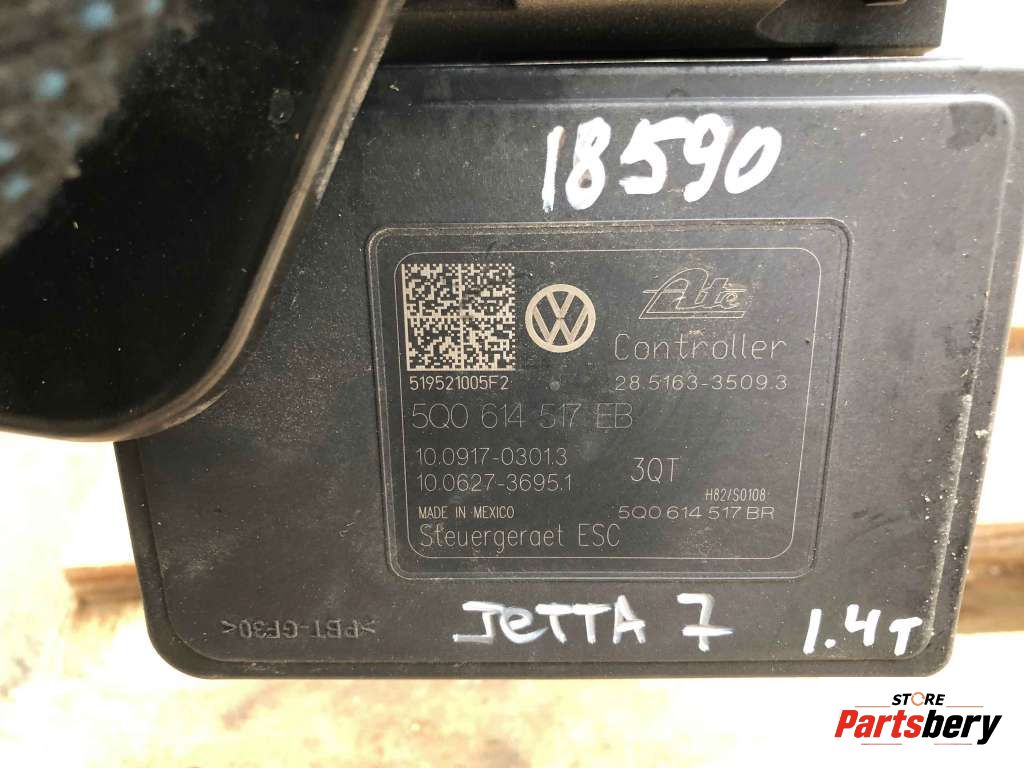 18590
Ate
Controller
519521005F2
28.5163-3509.3
5Q0 614 517 EB
10.0917-0301.3
3QT
10.0627-3695.1
H82/S0108
MADE IN MEXICO
5Q0 614 517 BR
Steuergeraet ESC
>PBT-GF30<
JETTA 7
1.4T
STORE
Partsbery